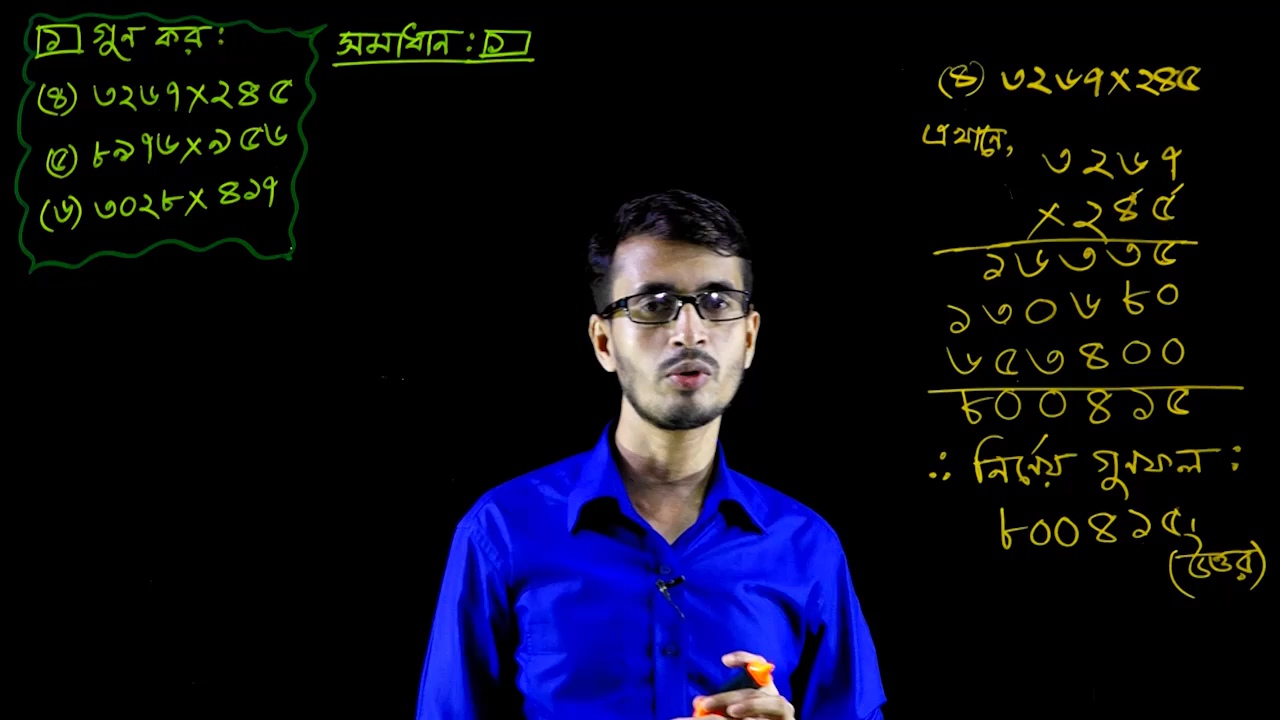 ১ গুন কর :
(৪) ৩২৬৭×২৪৫
(৫) ৮৯৭৬×৯৫৬
(৬) ৩০২৮×৪১৭
সমাধান : ১
(৪) ৩২৬৭×২৪৫
এখানে,
৩২৬৭
×২৪৫
১৬৩৩৫
১৩০৬৮০
৬৫৩৪০০
৮০০৪১৫
∴ নির্নেয় গুনফল :
৮০০৪১৫,
(উত্তর)